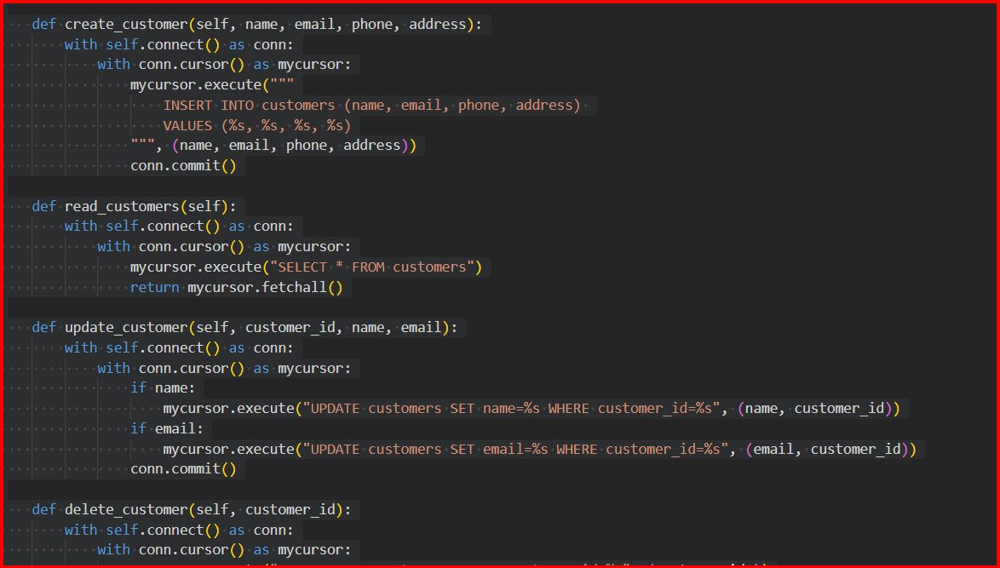 def create_customer(self, name, email, phone, address):
with self.connect() as conn:
with conn.cursor() as mycursor:
mycursor.execute("""
INSERT INTO customers (name, email, phone, address)
VALUES (%s, %s, %s, %s)
""", (name, email, phone, address))
conn.commit()
def read_customers(self):
with self.connect() as conn:
with conn.cursor() as mycursor:
mycursor.execute("SELECT * FROM customers")
return mycursor.fetchall()
def update_customer(self, customer_id, name, email):
with self.connect() as conn:
with conn.cursor() as mycursor:
if name:
mycursor.execute("UPDATE customers SET name=%s WHERE customer_id=%s", (name, customer_id))
if email:
mycursor.execute("UPDATE customers SET email=%s WHERE customer_id=%s", (email, customer_id))
conn.commit()
def delete_customer(self, customer_id):
with self.connect() as conn:
with conn.cursor() as mycursor: